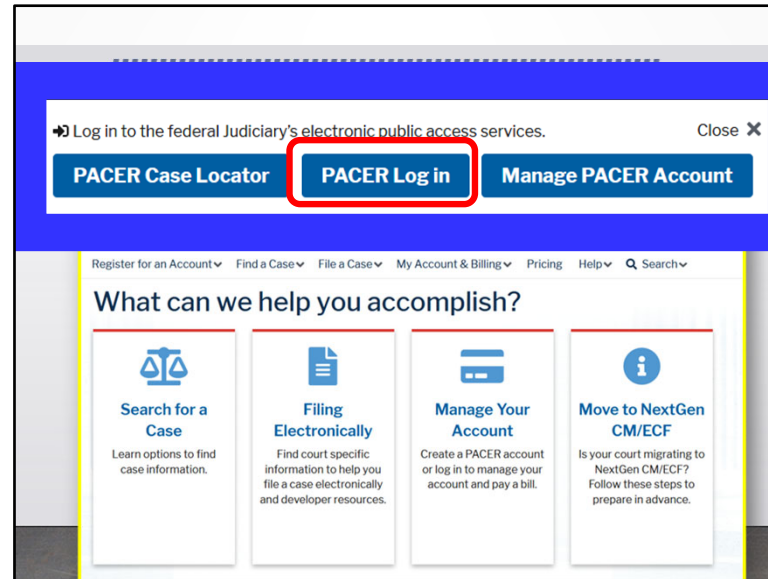 Log in to the federal Judiciary's electronic public access services. Close
PACER Case Locator PACER Log in Manage PACER Account
Register for an Account Find a Case File a Case My Account & Billing Pricing Help Search
What can we help you accomplish?
Search for a
Case
Learn options to find
case information.
Filing
Electronically
Find court specific
information to help you
file a case electronically
and developer resources.
Manage Your
Account
Create a PACER account
or log in to manage your
account and pay a bill.
Move to NextGen
CM/ECF
Is your court migrating to
NextGen CM/ECF?
Follow these steps to
prepare in advance.